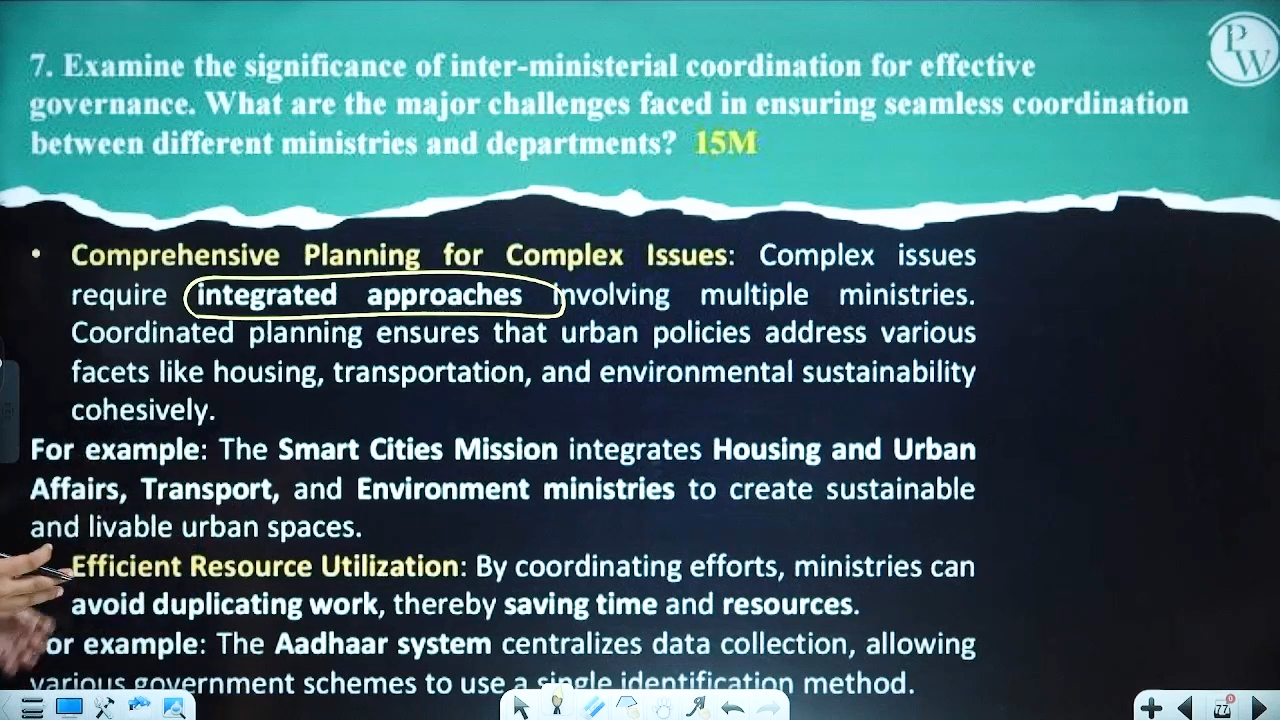 7. Examine the significance of inter-ministerial coordination for effective
governance. What are the major challenges faced in ensuring seamless coordination
between different ministries and departments? 15M
PW
• Comprehensive Planning for Complex Issues: Complex issues
require integrated approaches involving multiple ministries.
Coordinated planning ensures that urban policies address various
facets like housing, transportation, and environmental sustainability
cohesively.
For example: The Smart Cities Mission integrates Housing and Urban
Affairs, Transport, and Environment ministries to create sustainable
and livable urban spaces.
Efficient Resource Utilization: By coordinating efforts, ministries can
avoid duplicating work, thereby saving time and resources.
or example: The Aadhaar system centralizes data collection, allowing
various government schemes to use a single identification method.
77